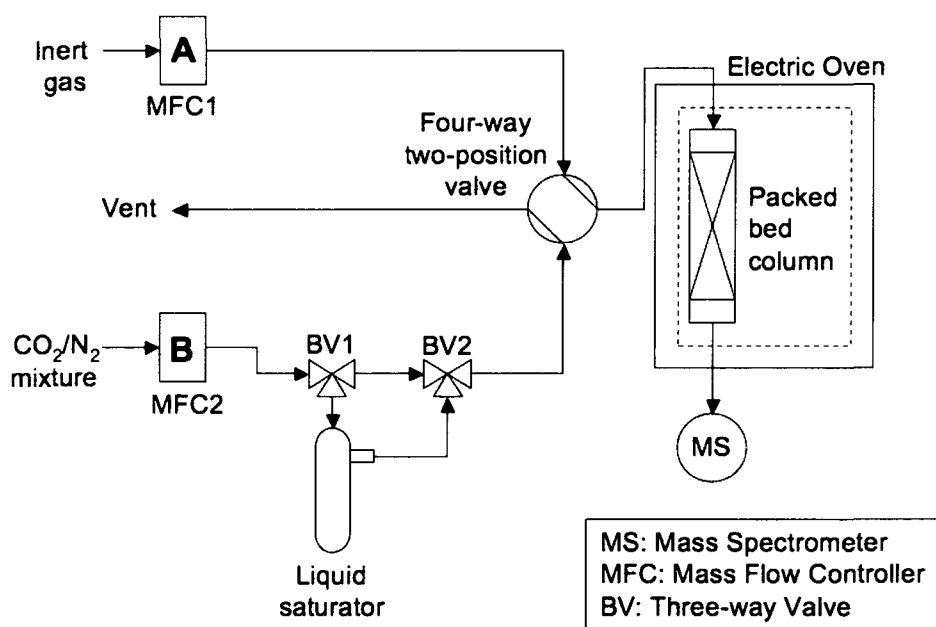 Inert
gas
A
MFC1
Electric Oven
Four-way
two-position
valve
Vent
Packed
bed
column
CO₂/N₂
mixture
B
MFC2
BV1
BV2
MS
Liquid
saturator
MS: Mass Spectrometer
MFC: Mass Flow Controller
BV: Three-way Valve